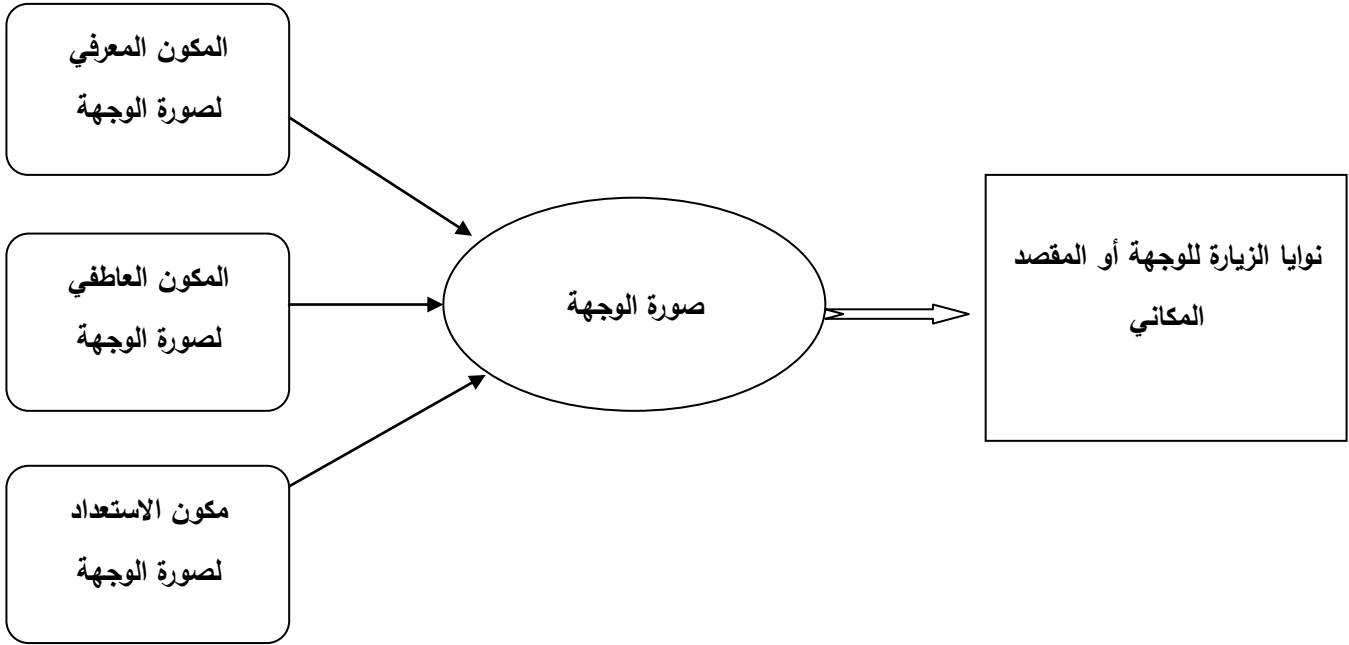 المكون المعرفي
لصورة الوجهة
المكون العاطفي
لصورة الوجهة
مكون الاستعداد
لصورة الوجهة
صورة الوجهة
نوايا الزيارة للوجهة أو المقصد
المكاني